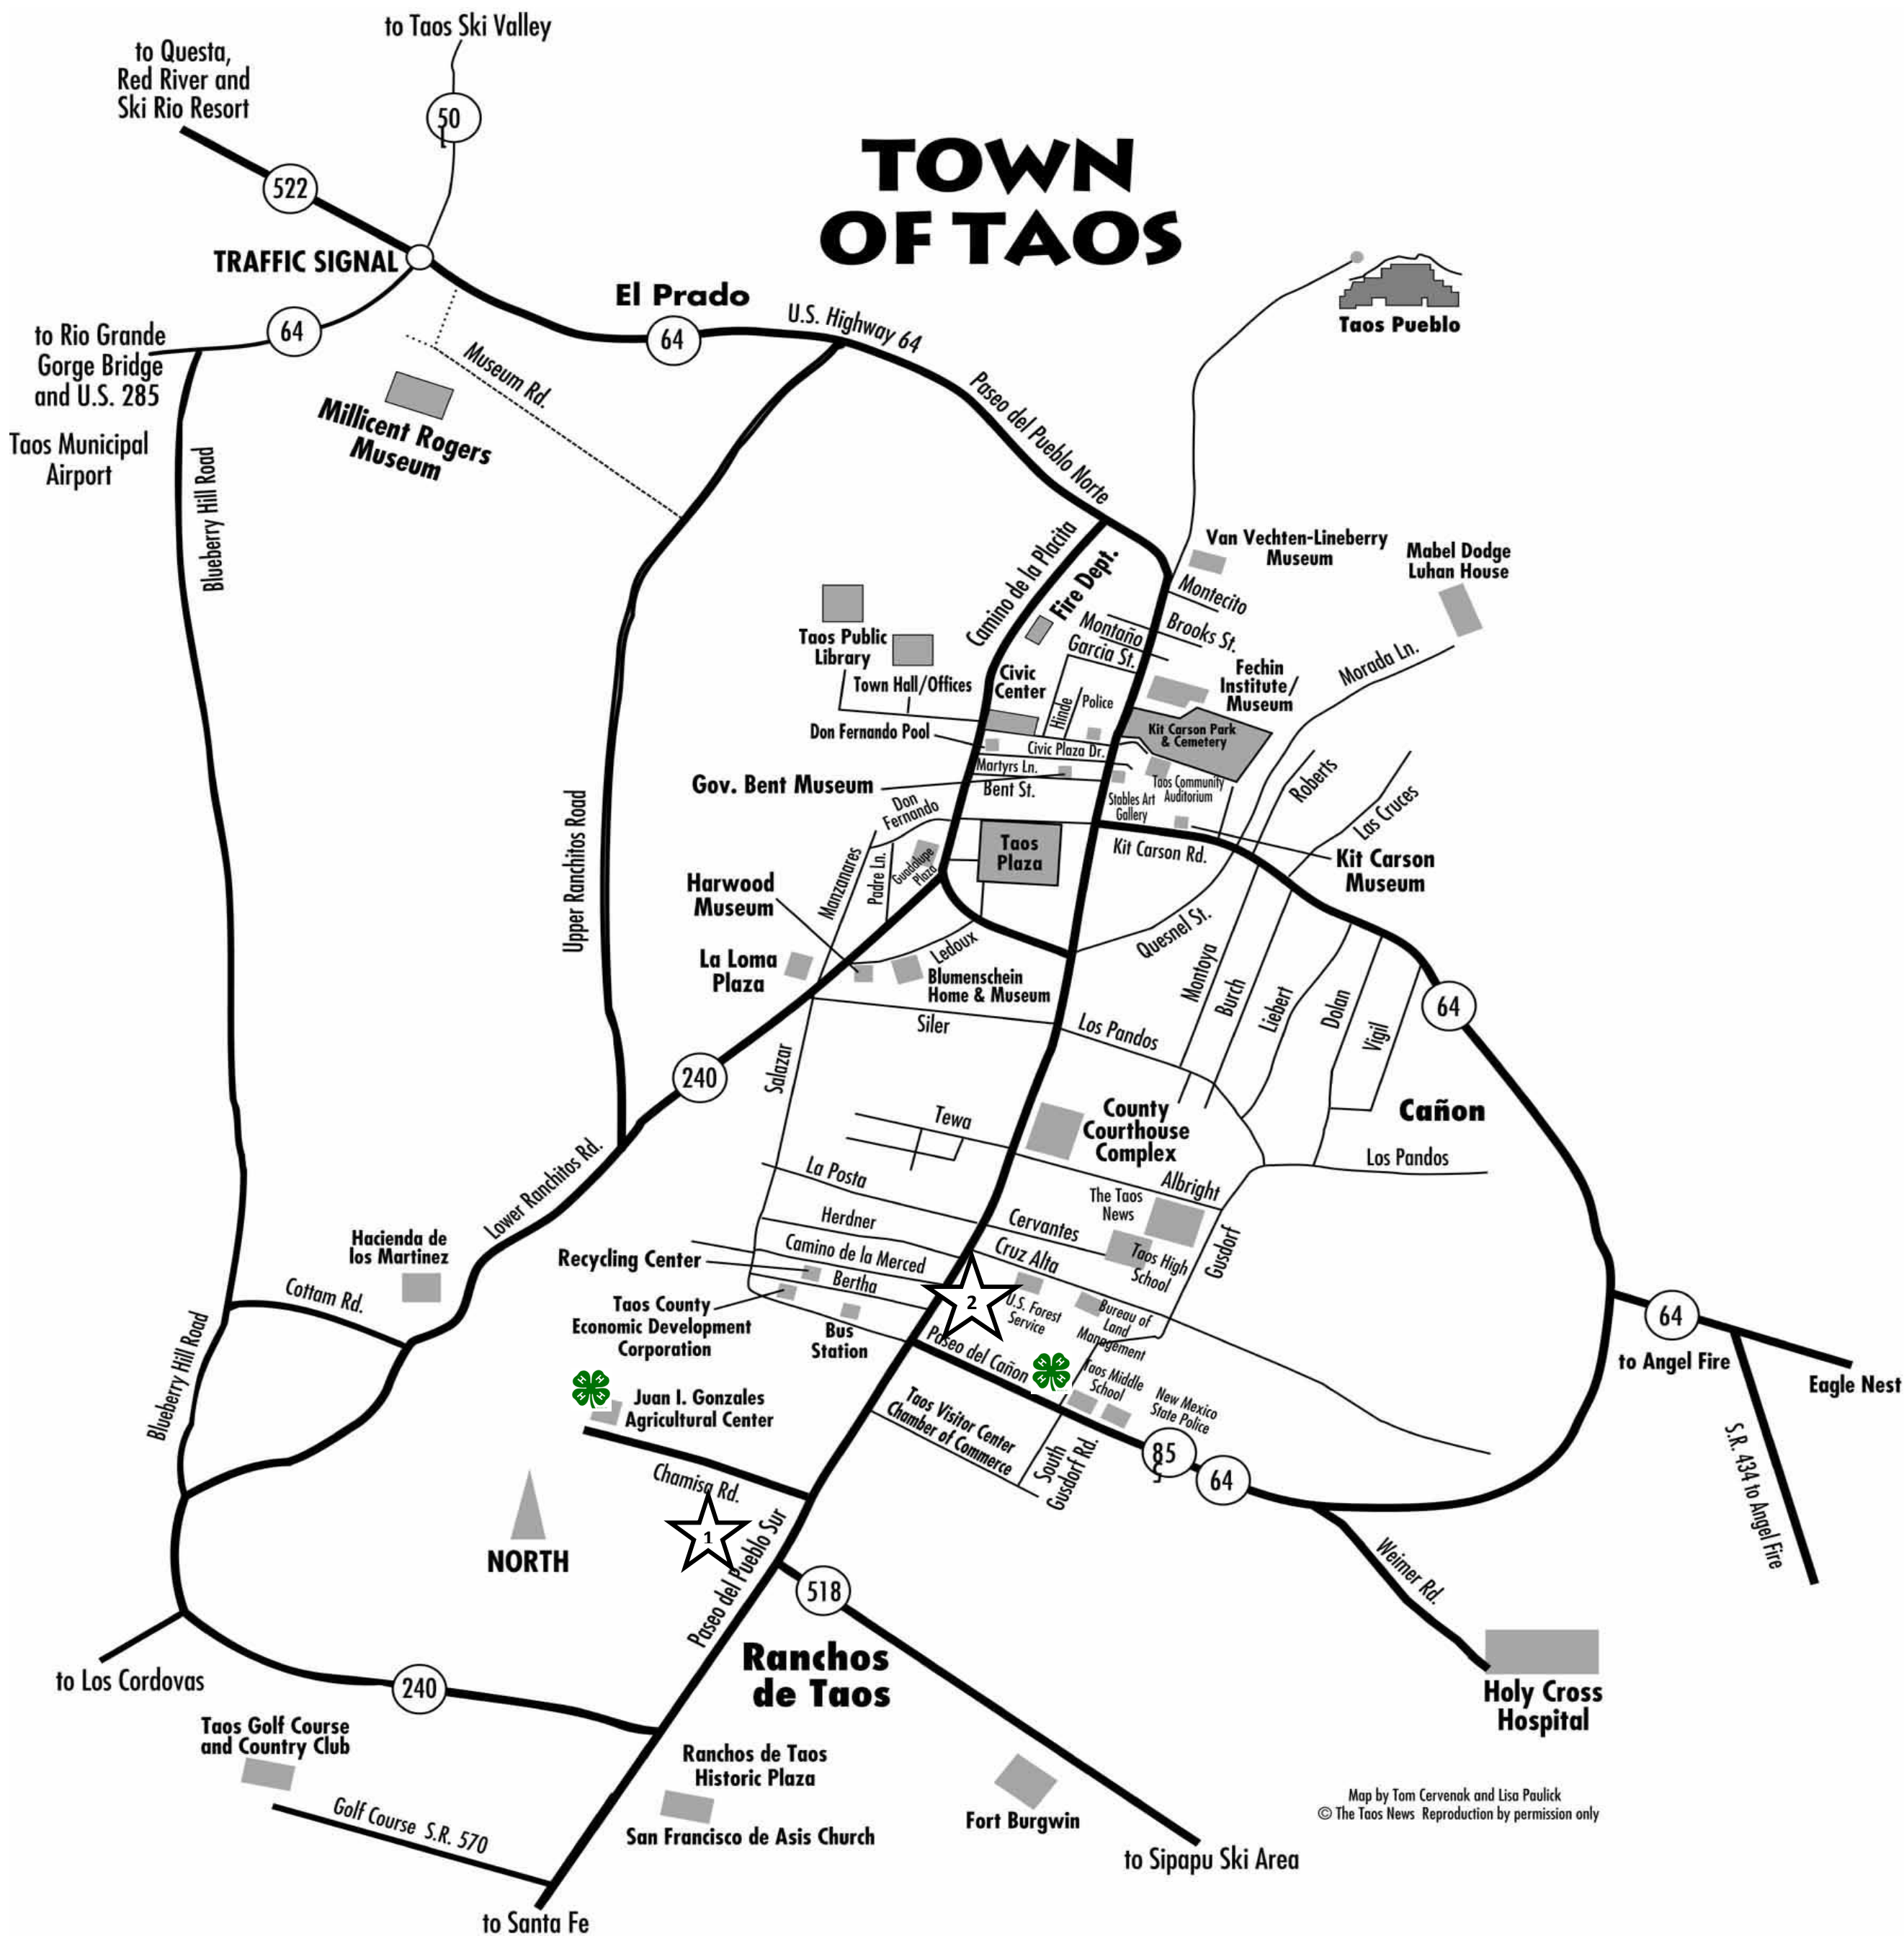 to Taos Ski Valley
to Questa,
Red River and
Ski Rio Resort
50
522
TOWN
OF TAOS
TRAFFIC SIGNAL
El Prado
64
64
U.S. Highway 64
to Rio Grande
Gorge Bridge
and U.S. 285
Taos Municipal
Airport
Museum Rd.
Millicent Rogers
Museum
Blueberry Hill Road
Paseo del Pueblo Norte
Taos Pueblo
Van Vechten-Lineberry
Museum
Mabel Dodge
Luhan House
Camino de la Placita
Fire Dept.
Montecito
Brooks St.
Montaño
Garcia St.
Morada Ln.
Taos Public
Library
Town Hall/Offices
Civic
Center
Fechin
Institute/
Museum
Hinde
Police
Don Fernando Pool
Civic Plaza Dr.
Kit Carson Park
& Cemetery
Martyrs Ln.
Gov. Bent Museum
Bent St.
Taos Community
Auditorium
Stables Art
Gallery
Roberts
Las Cruces
Don
Fernando
Upper Ranchitos Road
Taos
Plaza
Kit Carson Rd.
Kit Carson
Museum
Manzanares
Padre Ln.
Guadalupe
Plaza
Harwood
Museum
Quesnel St.
Ledoux
La Loma
Plaza
Blumenschein
Home & Museum
Montoya
Burch
Liebert
Dolan
Vigil
64
Siler
Los Pandos
Salazar
240
Tewa
County
Courthouse
Complex
Cañon
Los Pandos
Lower Ranchitos Rd.
La Posta
Albright
The Taos
News
Herdner
Cervantes
Hacienda de
los Martinez
Recycling Center
Camino de la Merced
Cruz Alta
Taos High
School
Gusdorf
Cottam Rd.
Bertha
2
U.S. Forest
Service
Bureau of
Land
Management
Taos County
Economic Development
Corporation
Bus
Station
64
to Angel Fire
Eagle Nest
Blueberry Hill Road
Paseo del Cañon
H H H H
Taos Middle
School
New Mexico
State Police
H H H H
Juan I. Gonzales
Agricultural Center
Taos Visitor Center
Chamber of Commerce
South
Gusdorf Rd.
85
C
64
S.R. 434 to Angel Fire
Chamisa Rd.
1
NORTH
Paseo del Pueblo Sur
518
Weimer Rd.
Ranchos
de Taos
to Los Cordovas
240
Holy Cross
Hospital
Taos Golf Course
and Country Club
Ranchos de Taos
Historic Plaza
Golf Course S.R. 570
San Francisco de Asis Church
Fort Burgwin
Map by Tom Cervenak and Lisa Paulick
© The Taos News Reproduction by permission only
to Sipapu Ski Area
to Santa Fe